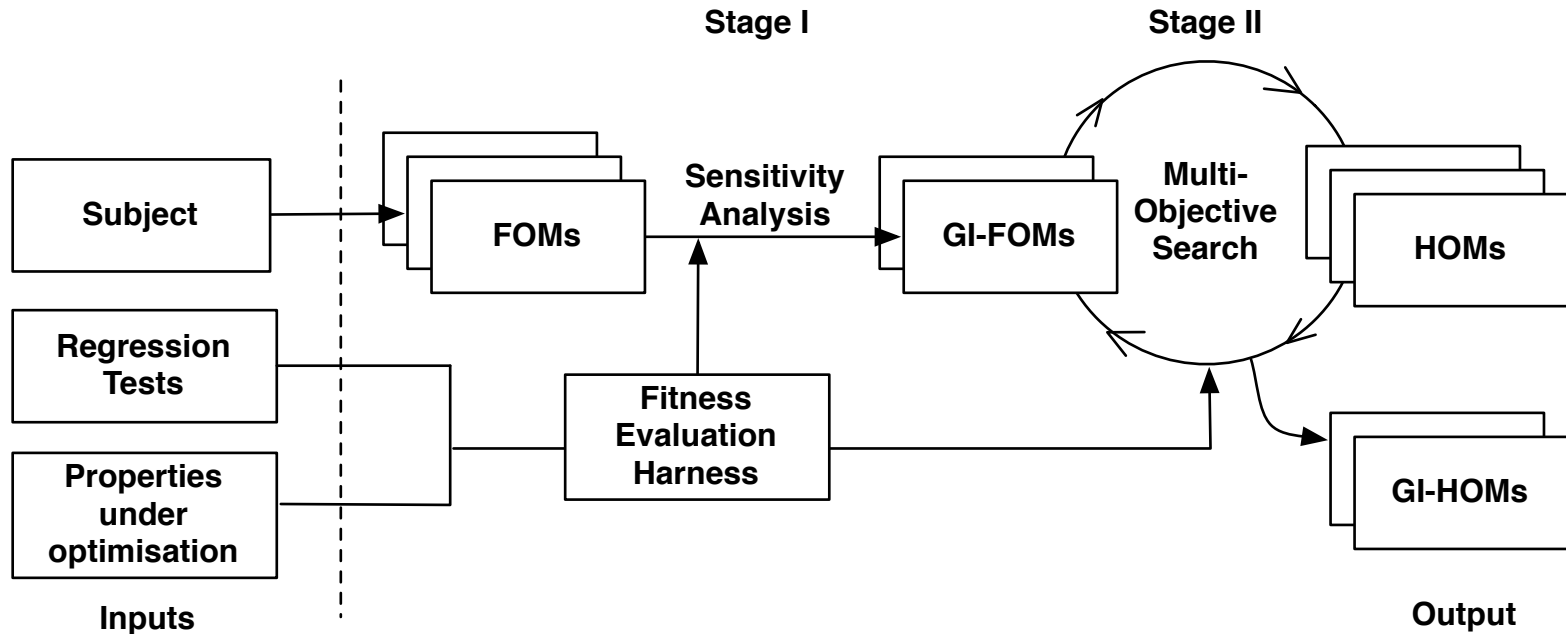 Stage I
Stage II
Subject
FOMs
Sensitivity
Analysis
GI-FOMs
Multi-
Objective
Search
HOMs
Regression
Tests
Fitness
Evaluation
Harness
Properties
under
optimisation
GI-HOMs
Inputs
Output